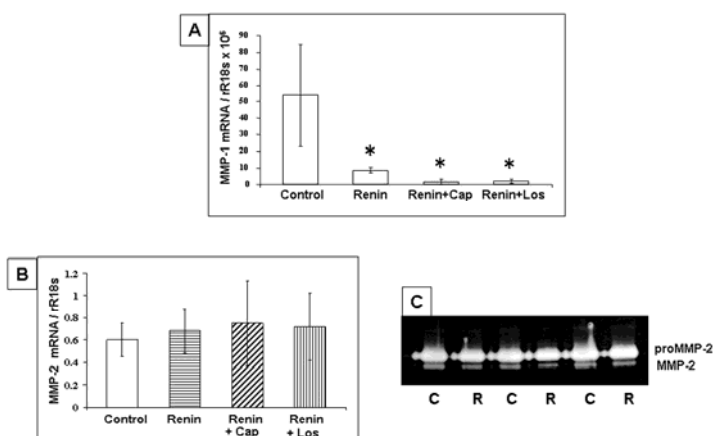 A
MMP-1 mRNA / rR18s x 10⁶
90
80
70
60
50
40
30
20
10
0
*
*
*
Control Renin Renin+Cap Renin+Los
B
MMP-2 mRNA / rR18s
1.2
1
0.8
0.6
0.4
0.2
0
Control Renin Renin Renin
+ Cap + Los
C
proMMP-2
MMP-2
C R C R C R